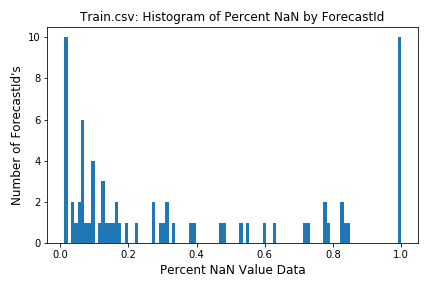 Train.csv: Histogram of Percent NaN by ForecastId
Number of ForecastId's
10
8
6
4
2
0
0.0 0.2 0.4 0.6 0.8 1.0
Percent NaN Value Data